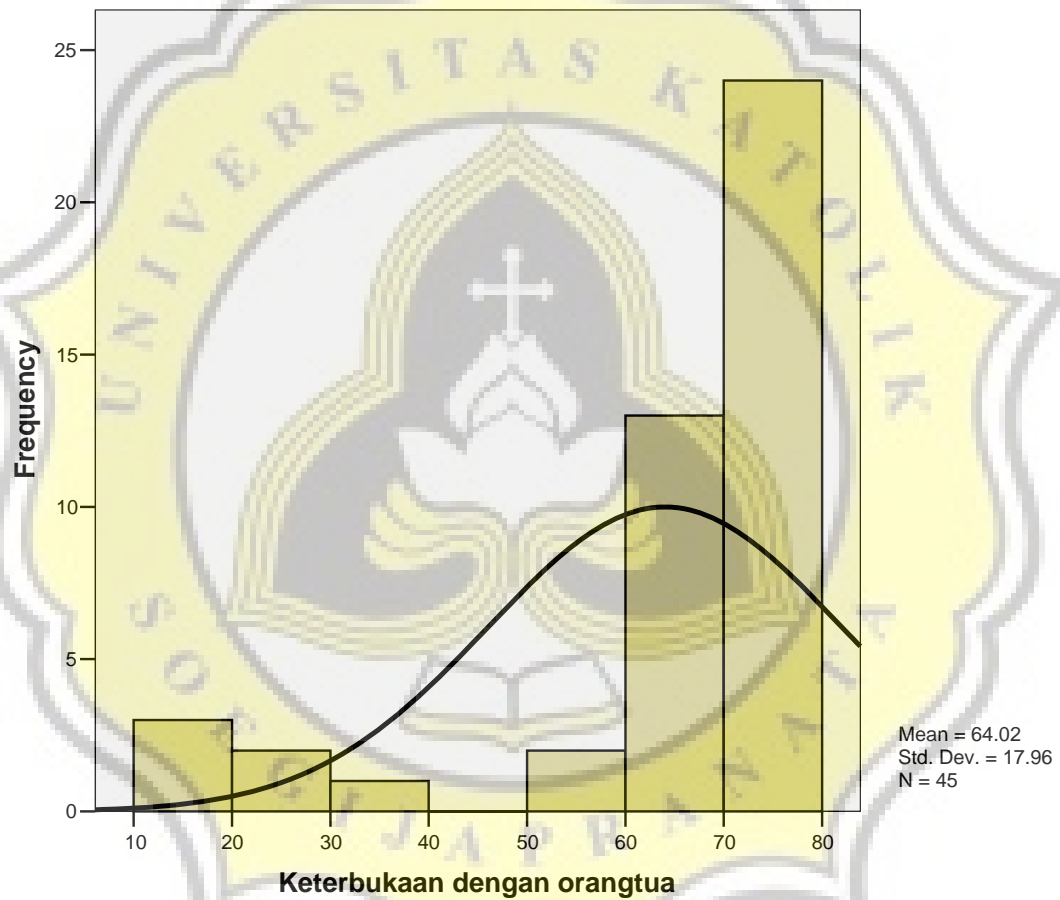 25
20
15
10
5
0
Frequency
10 20 30 40 50 60 70 80
Keterbukaan dengan orangtua
Mean = 64.02
Std. Dev. = 17.96
N = 45
UNIVERSITAS KATOLIK
SOEGIJAPRANATA